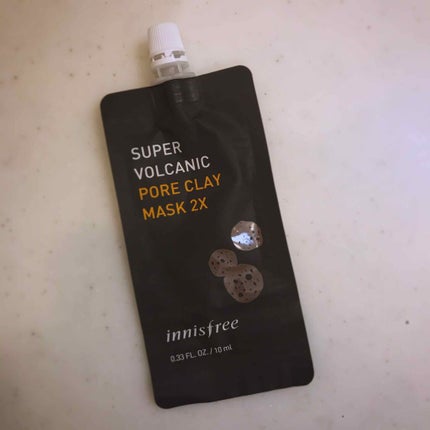 SUPER
VOLCANIC
PORE CLAY
MASK 2X
innisfree
0.33 FL. OZ. / 10 ml